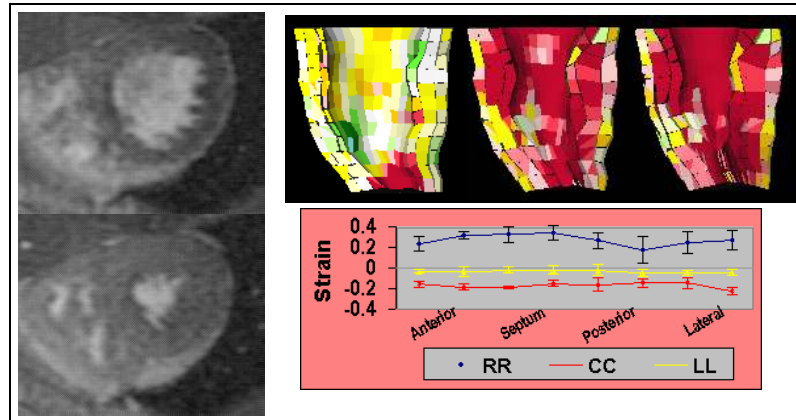 0.4
0.2
0
-0.2
-0.4
Strain
Anterior
Septum
Posterior
Lateral
RR CC LL